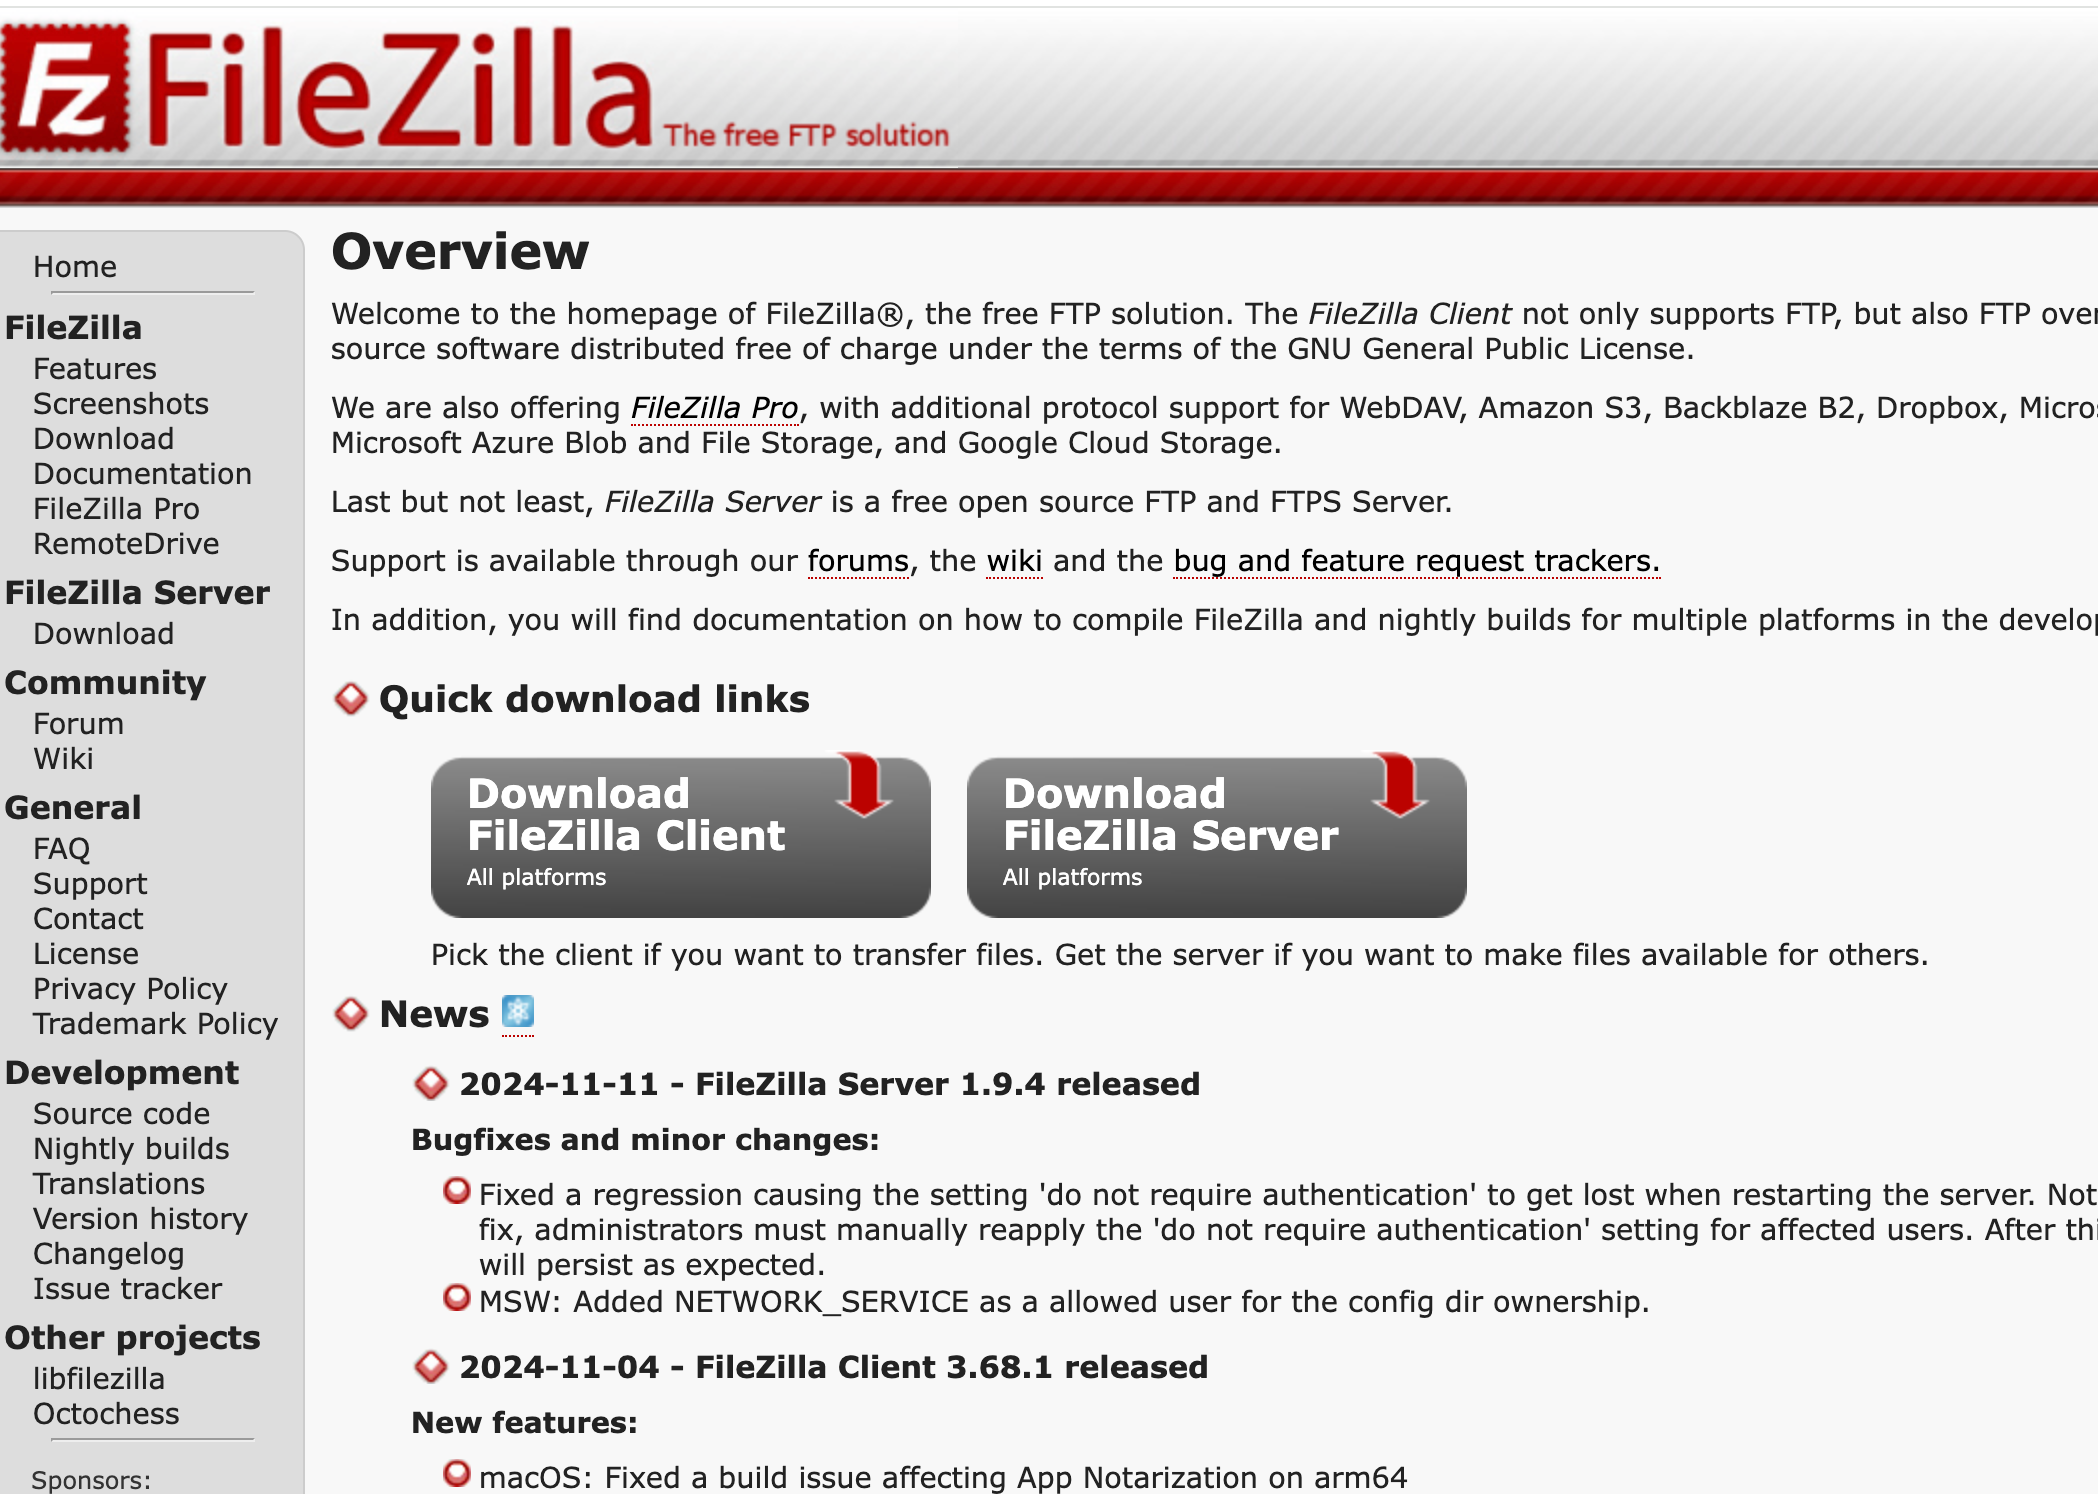 Fz FileZilla The free FTP solution
Home
FileZilla
Features
Screenshots
Download
Documentation
FileZilla Pro
RemoteDrive
FileZilla Server
Download
Community
Forum
Wiki
General
FAQ
Support
Contact
License
Privacy Policy
Trademark Policy
Development
Source code
Nightly builds
Translations
Version history
Changelog
Issue tracker
Other projects
libfilezilla
Octochess
Sponsors:
Overview
Welcome to the homepage of FileZilla®, the free FTP solution. The FileZilla Client not only supports FTP, but also FTP over
source software distributed free of charge under the terms of the GNU General Public License.
We are also offering FileZilla Pro, with additional protocol support for WebDAV, Amazon S3, Backblaze B2, Dropbox, Micros
Microsoft Azure Blob and File Storage, and Google Cloud Storage.
Last but not least, FileZilla Server is a free open source FTP and FTPS Server.
Support is available through our forums, the wiki and the bug and feature request trackers.
In addition, you will find documentation on how to compile FileZilla and nightly builds for multiple platforms in the develop
Quick download links
Download
FileZilla Client
All platforms
Download
FileZilla Server
All platforms
Pick the client if you want to transfer files. Get the server if you want to make files available for others.
News
2024-11-11 - FileZilla Server 1.9.4 released
Bugfixes and minor changes:
Fixed a regression causing the setting 'do not require authentication' to get lost when restarting the server. Not
fix, administrators must manually reapply the 'do not require authentication' setting for affected users. After thi
will persist as expected.
MSW: Added NETWORK_SERVICE as a allowed user for the config dir ownership.
2024-11-04 - FileZilla Client 3.68.1 released
New features:
macOS: Fixed a build issue affecting App Notarization on arm64